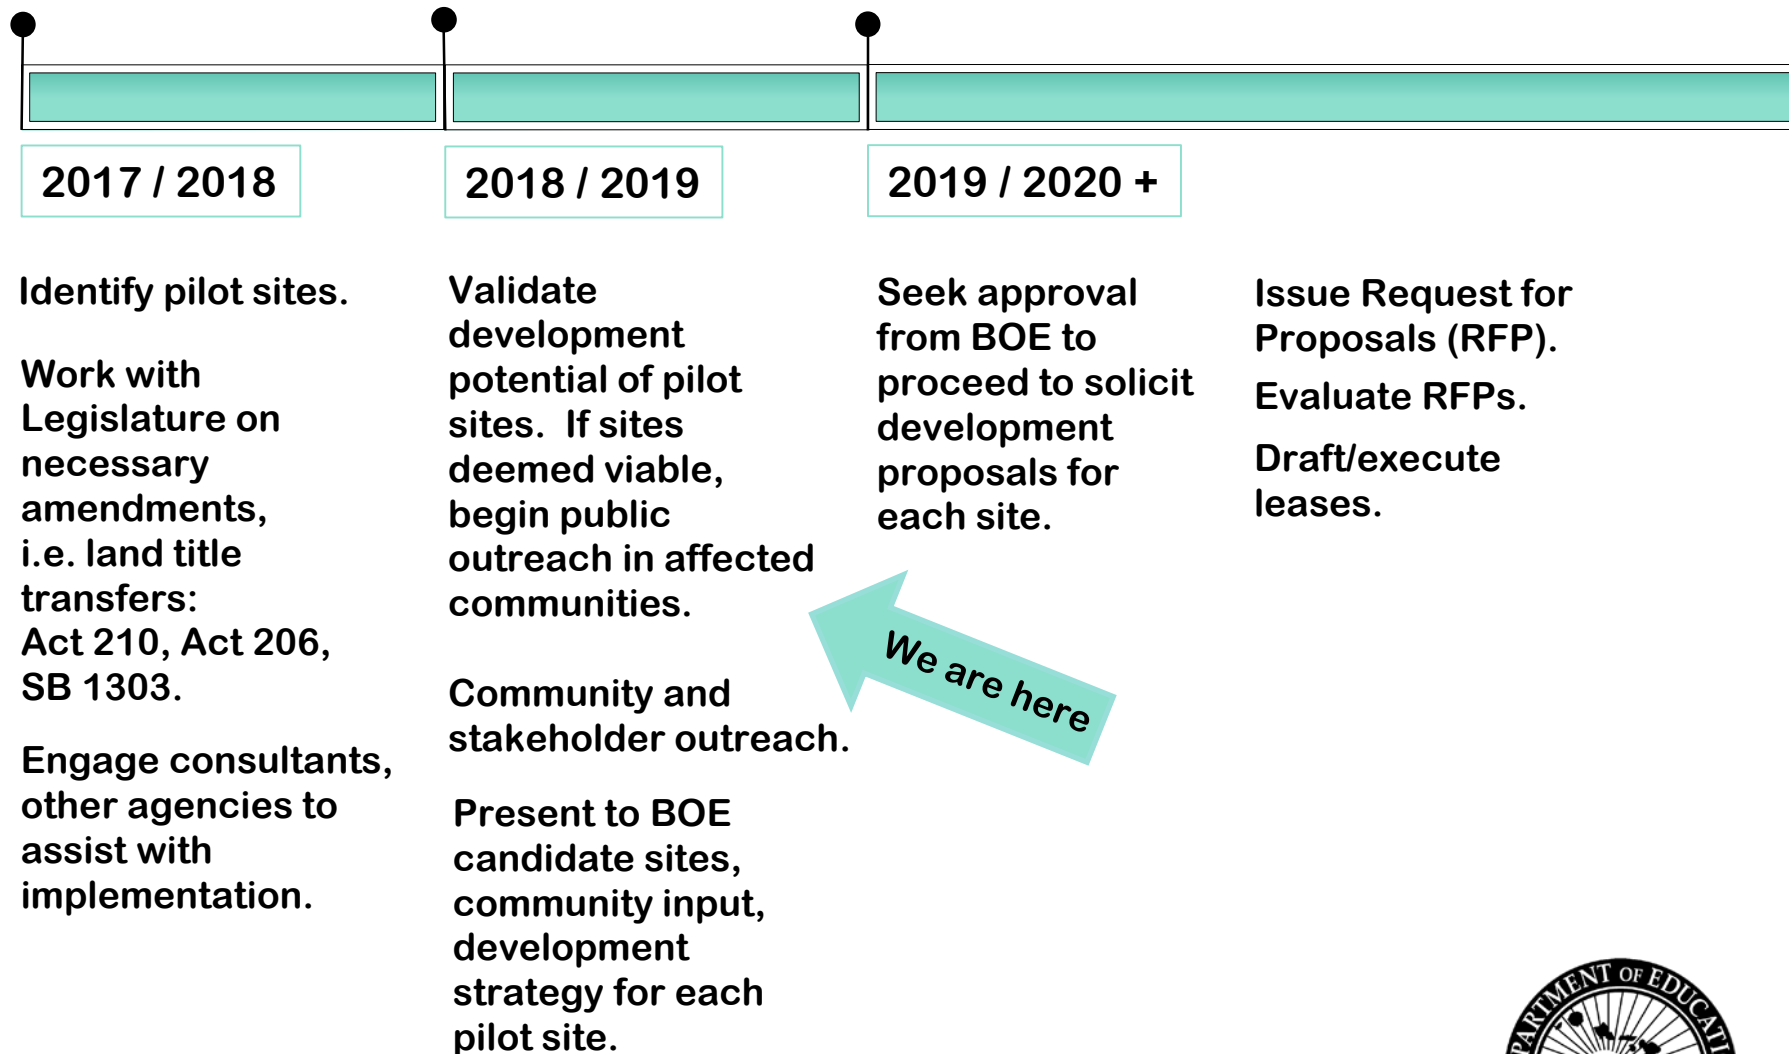 2017 / 2018
Identify pilot sites.
Work with
Legislature on
necessary
amendments,
i.e. land title
transfers:
Act 210, Act 206,
SB 1303.
Engage consultants,
other agencies to
assist with
implementation.
2018 / 2019
Validate
development
potential of pilot
sites.  If sites
deemed viable,
begin public
outreach in affected
communities.
Community and
stakeholder outreach.
Present to BOE
candidate sites,
community input,
development
strategy for each
pilot site.
We are here
2019 / 2020 +
Seek approval
from BOE to
proceed to solicit
development
proposals for
each site.
Issue Request for
Proposals (RFP).
Evaluate RFPs.
Draft/execute
leases.
PARTMENT OF EDUCATI